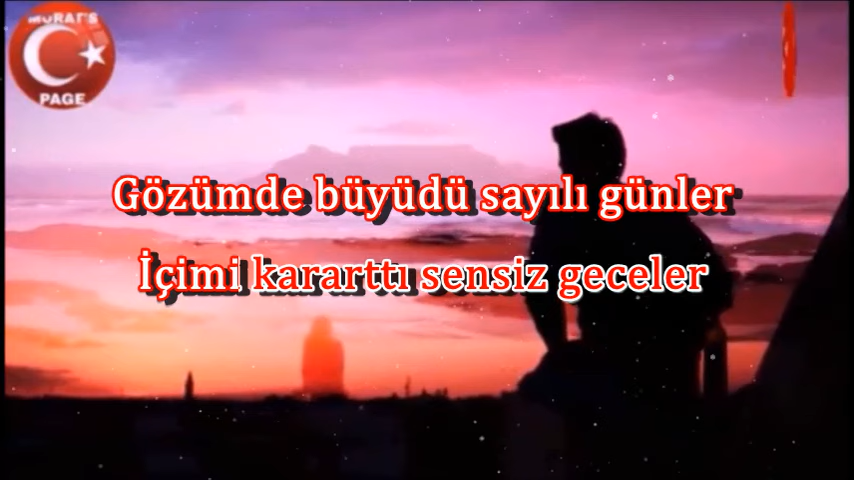 MURAT'S
PAGE
Gözümde büyüdü sayılı günler
İçimi kararttı sensiz geceler